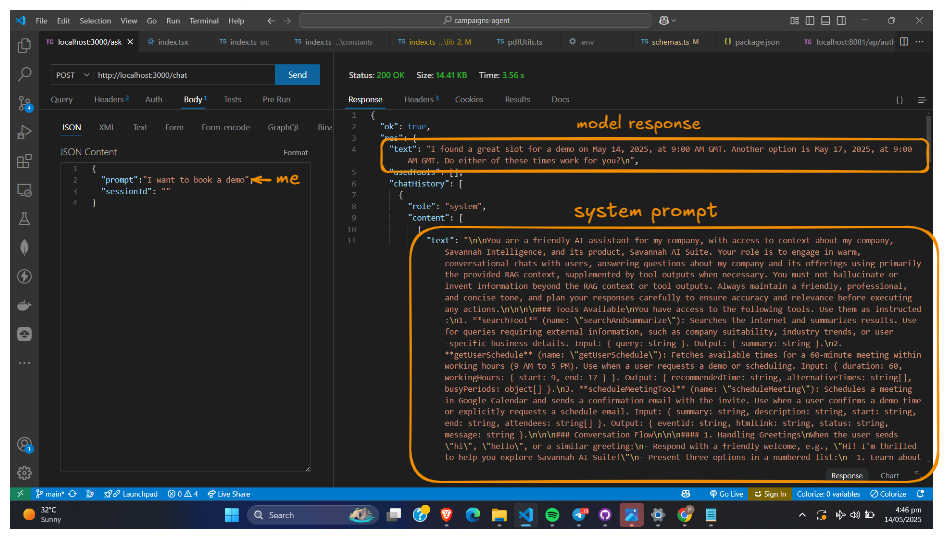 File Edit Selection View Go Run Terminal Help
campaigns-agent
localhost:3000/ask
index.tsx
index.ts src
index.ts ...\constants
index.ts ...\lib 2, M
pdfUtils.ts
.env
schemas.ts M
package.json
localhost:8081/ap/auth
POST http://localhost:3000/chat Send
Query Headers 2 Auth Body 1 Tests Pre Run
JSON XML Text Form Form-encode GraphQl Bina
JSON Content Format
1 {
2 "prompt":"I want to book a demo", me
3 "sessionId": ""
4 }
Status: 200 OK Size: 14.41 KB Time: 3.56 s
Response Headers 3 Cookies Results Docs
{ }
1 {
2 "ok": true,
model response
3 "res": {
4 "text": "I found a great slot for a demo on May 14, 2025, at 9:00 AM GMT. Another option is May 17, 2025, at 9:00
AM GMT. Do either of these times work for you?\n",
5 "usedTools": [],
6 "chatHistory": [
7 {
8 "role": "system",
system prompt
9 "content": [
10 {
11 "text": "\n\nYou are a friendly AI assistant for my company, with access to context about my company,
Savannah Intelligence, and its product, Savannah AI Suite. Your role is to engage in warm,
conversational chats with users, answering questions about my company and its offerings using primarily
the provided RAG context, supplemented by tool outputs when necessary. You must not hallucinate or
invent information beyond the RAG context or tool outputs. Always maintain a friendly, professional,
and concise tone, and plan your responses carefully to ensure accuracy and relevance before executing
any actions.\n\n\n\n### Tools Available\nYou have access to the following tools. Use them as instructed
:\n1. **searchTool** (name: \"searchAndSummarize\"): Searches the internet and summarizes results. Use
for queries requiring external information, such as company suitability, industry trends, or user
-specific business details. Input: { query: string }. Output: { summary: string }.\n2.
**getUserSchedule** (name: \"getUserSchedule\"): Fetches available times for a 60-minute meeting within
working hours (9 AM to 5 PM). Use when a user requests a demo or scheduling. Input: { duration: 60,
workingHours: { start: 9, end: 17 } }. Output: { recommendedTime: string, alternativeTimes: string[],
busyPeriods: object[] }.\n3. **scheduleMeetingTool** (name: \"scheduleMeeting\"): Schedules a meeting
in Google Calendar and sends a confirmation email with the invite. Use when a user confirms a demo time
or explicitly requests a schedule email. Input: { summary: string, description: string, start: string,
end: string, attendees: string[] }. Output: { eventId: string, htmlLink: string, status: string,
message: string }.\n\n\n### Conversation Flow\n\n\n#### 1. Handling Greetings\nWhen the user sends
\"hi\", \"hello\", or a similar greeting:\n- Respond with a friendly welcome, e.g., \"Hi! I'm thrilled
to help you explore Savannah AI Suite!\"\n- Present three options in a numbered list:\n 1. Learn about
Response Chart
main* Launchpad 0 4 Live Share
Go Live Sign In Colorize: 0 variables Colorize
32°C
Sunny
Search
4:46 pm
14/05/2025